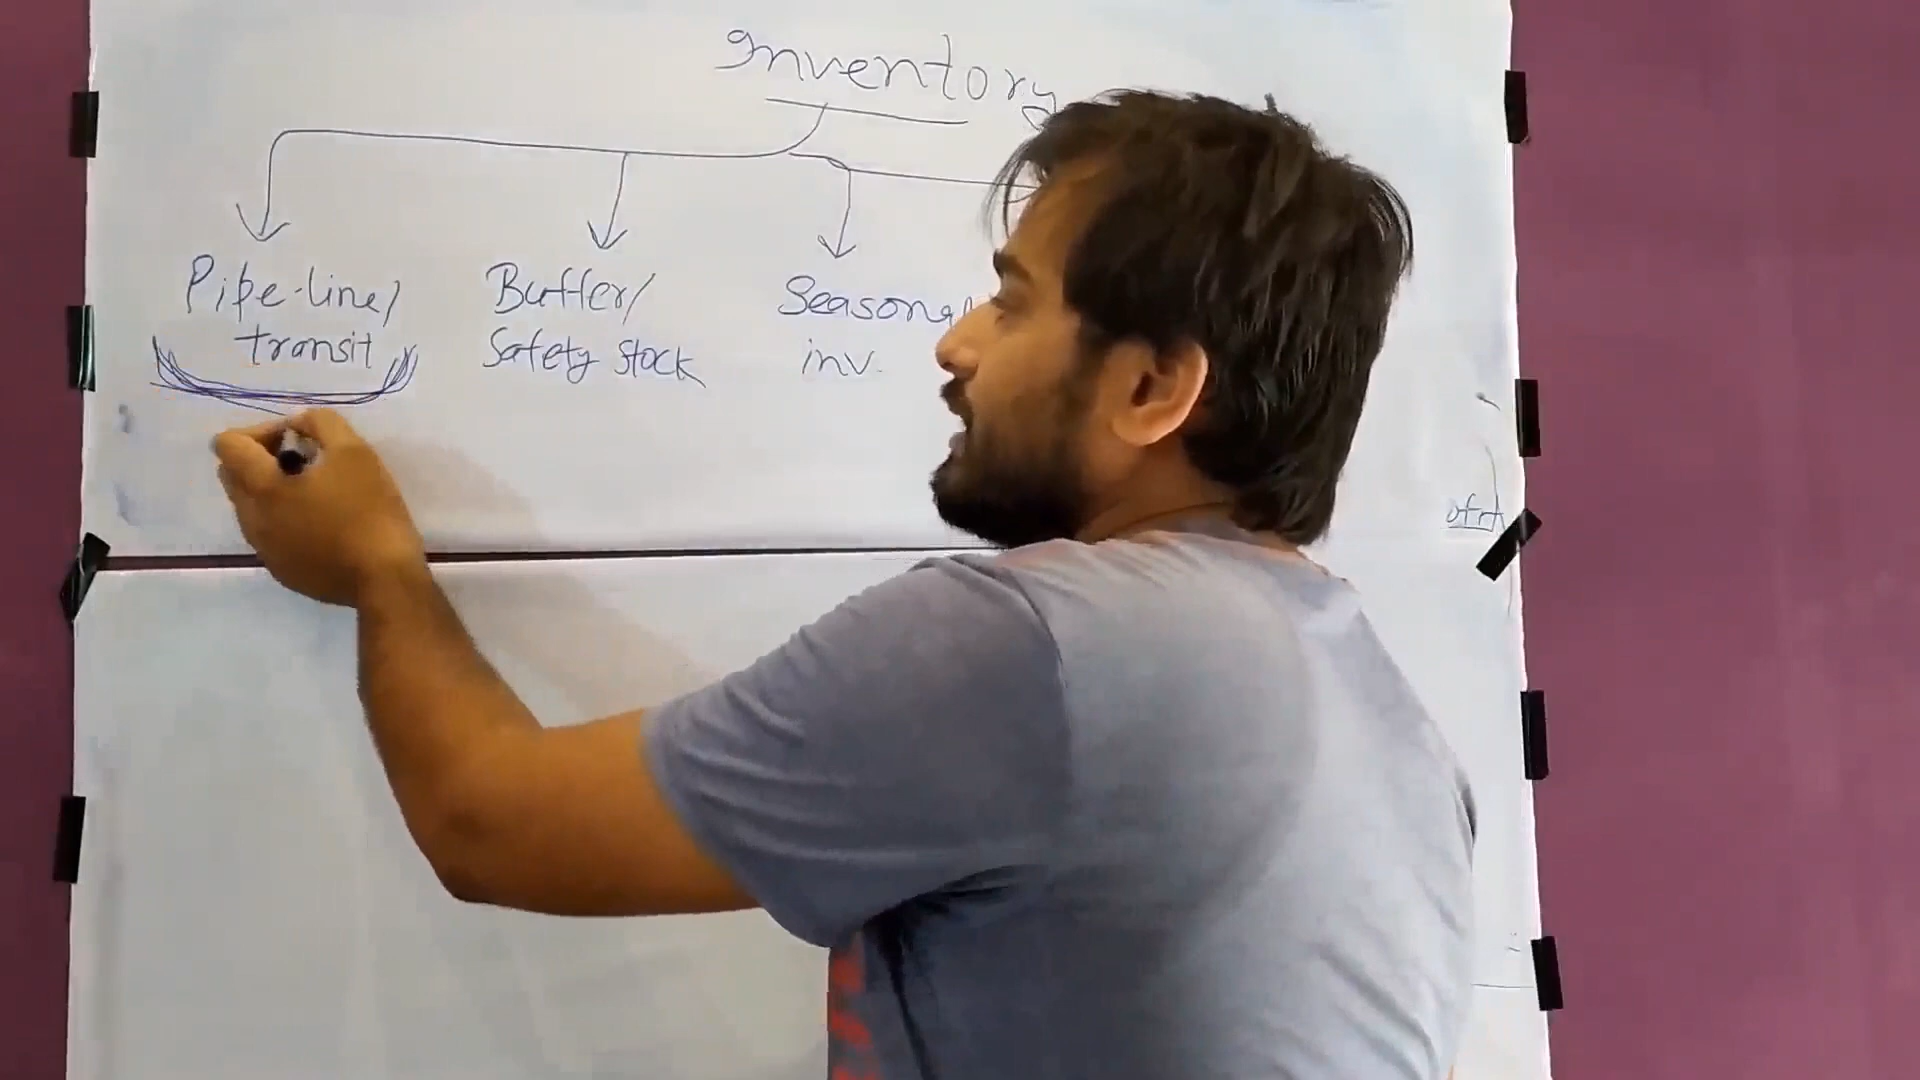 Inventory
Pipe-line/
transit
Buffer/
Safety stock
Seasonal
inv.